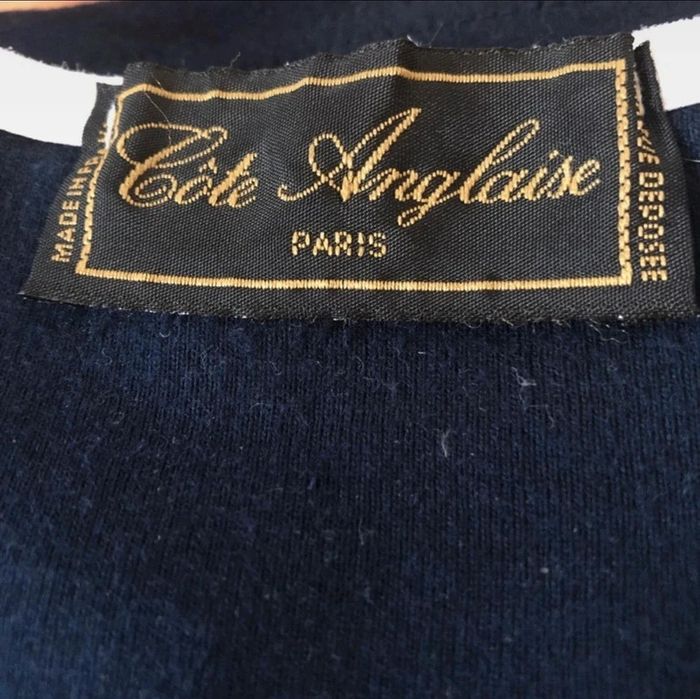 Côte Anglaise
PARIS
MADE IN
DEPOSEE